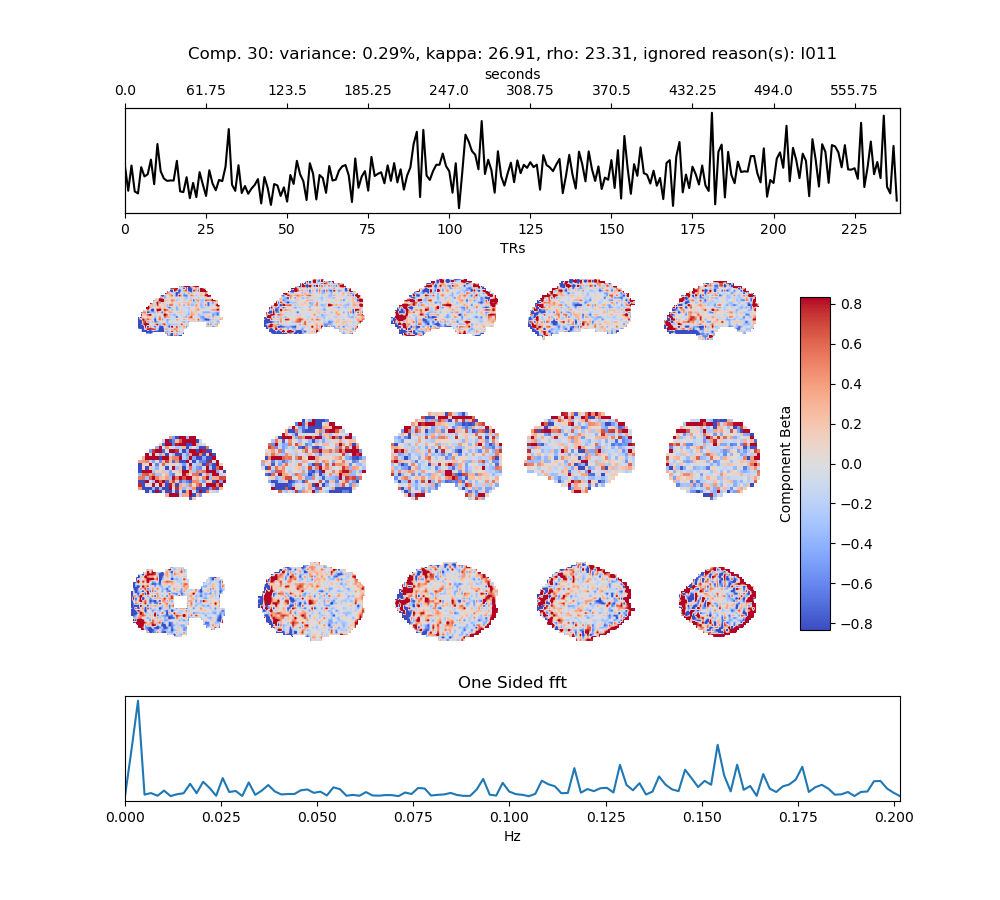 Comp. 30: variance: 0.29%, kappa: 26.91, rho: 23.31, ignored reason(s): I011
seconds
0.0 61.75 123.5 185.25 247.0 308.75 370.5 432.25 494.0 555.75
0 25 50 75 100 125 150 175 200 225
TRs
0.8
0.6
0.4
0.2
0.0
−0.2
−0.4
−0.6
−0.8
Component Beta
One Sided fft
0.000 0.025 0.050 0.075 0.100 0.125 0.150 0.175 0.200
Hz